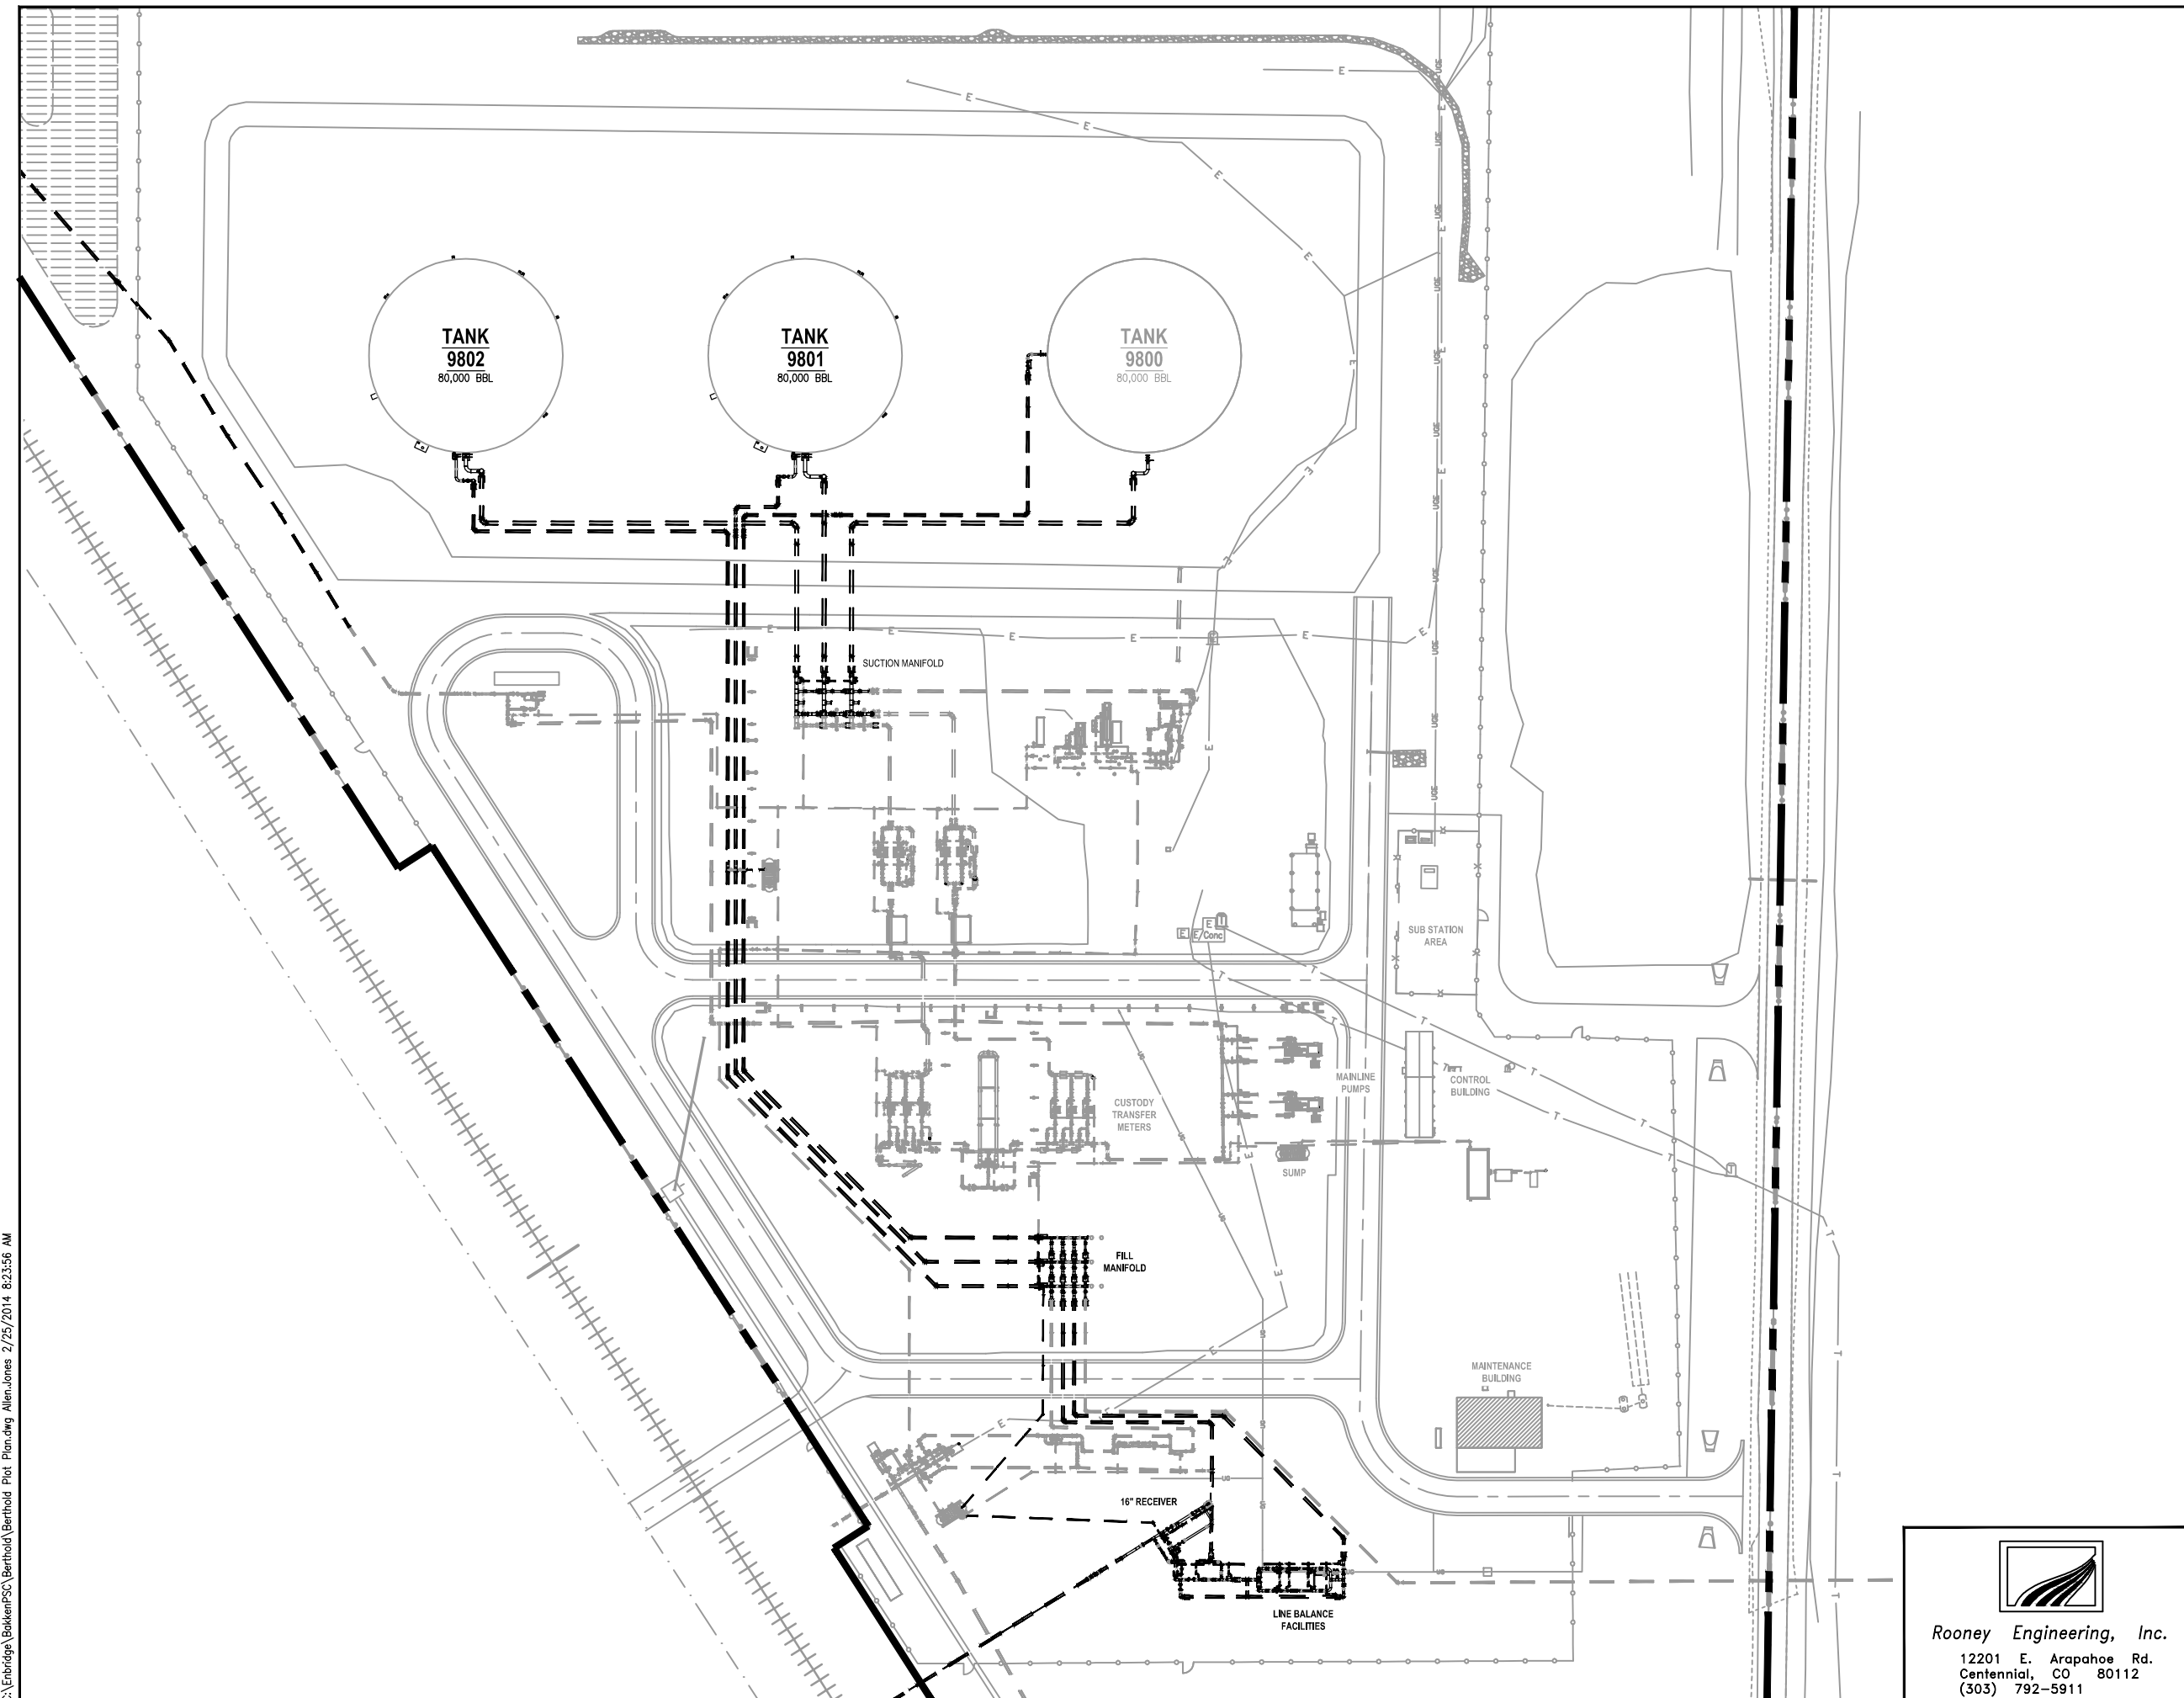 TANK
9802
80,000 BBL
TANK
9801
80,000 BBL
TANK
9800
80,000 BBL
SUCTION MANIFOLD
SUB STATION
AREA
E
E/Conc
MAINLINE
PUMPS
CONTROL
BUILDING
CUSTODY
TRANSFER
METERS
SUMP
FILL
MANIFOLD
MAINTENANCE
BUILDING
16" RECEIVER
LINE BALANCE
FACILITIES
Rooney Engineering, Inc.
12201 E. Arapahoe Rd.
Centennial, CO 80112
(303) 792-5911
:\Enbridge\BakkenPSC\Berthold\Berthold Plot Plan.dwg Allen.Jones 2/25/2014 8:23:56 AM